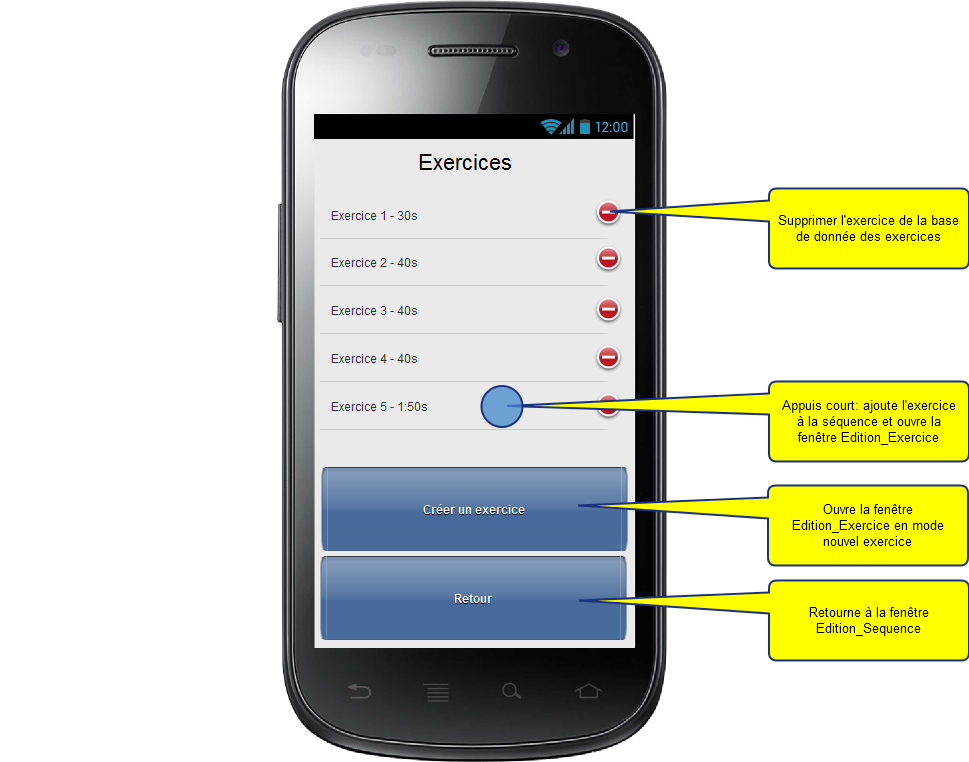 12:00
Exercices
Exercice 1 - 30s
Exercice 2 - 40s
Exercice 3 - 40s
Exercice 4 - 40s
Exercice 5 - 1:50s
Créer un exercice
Retour
Supprimer l'exercice de la base
de donnée des exercices
Appuis court: ajoute l'exercice
à la séquence et ouvre la
fenêtre Edition_Exercice
Ouvre la fenêtre
Edition_Exercice en mode
nouvel exercice
Retourne à la fenêtre
Edition_Sequence